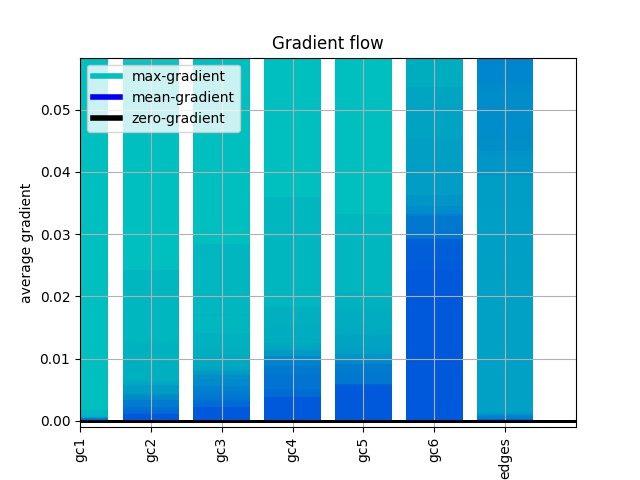 Gradient flow
max-gradient
mean-gradient
zero-gradient
average gradient
0.05
0.04
0.03
0.02
0.01
0.00
gc1
gc2
gc3
gc4
gc5
gc6
edges